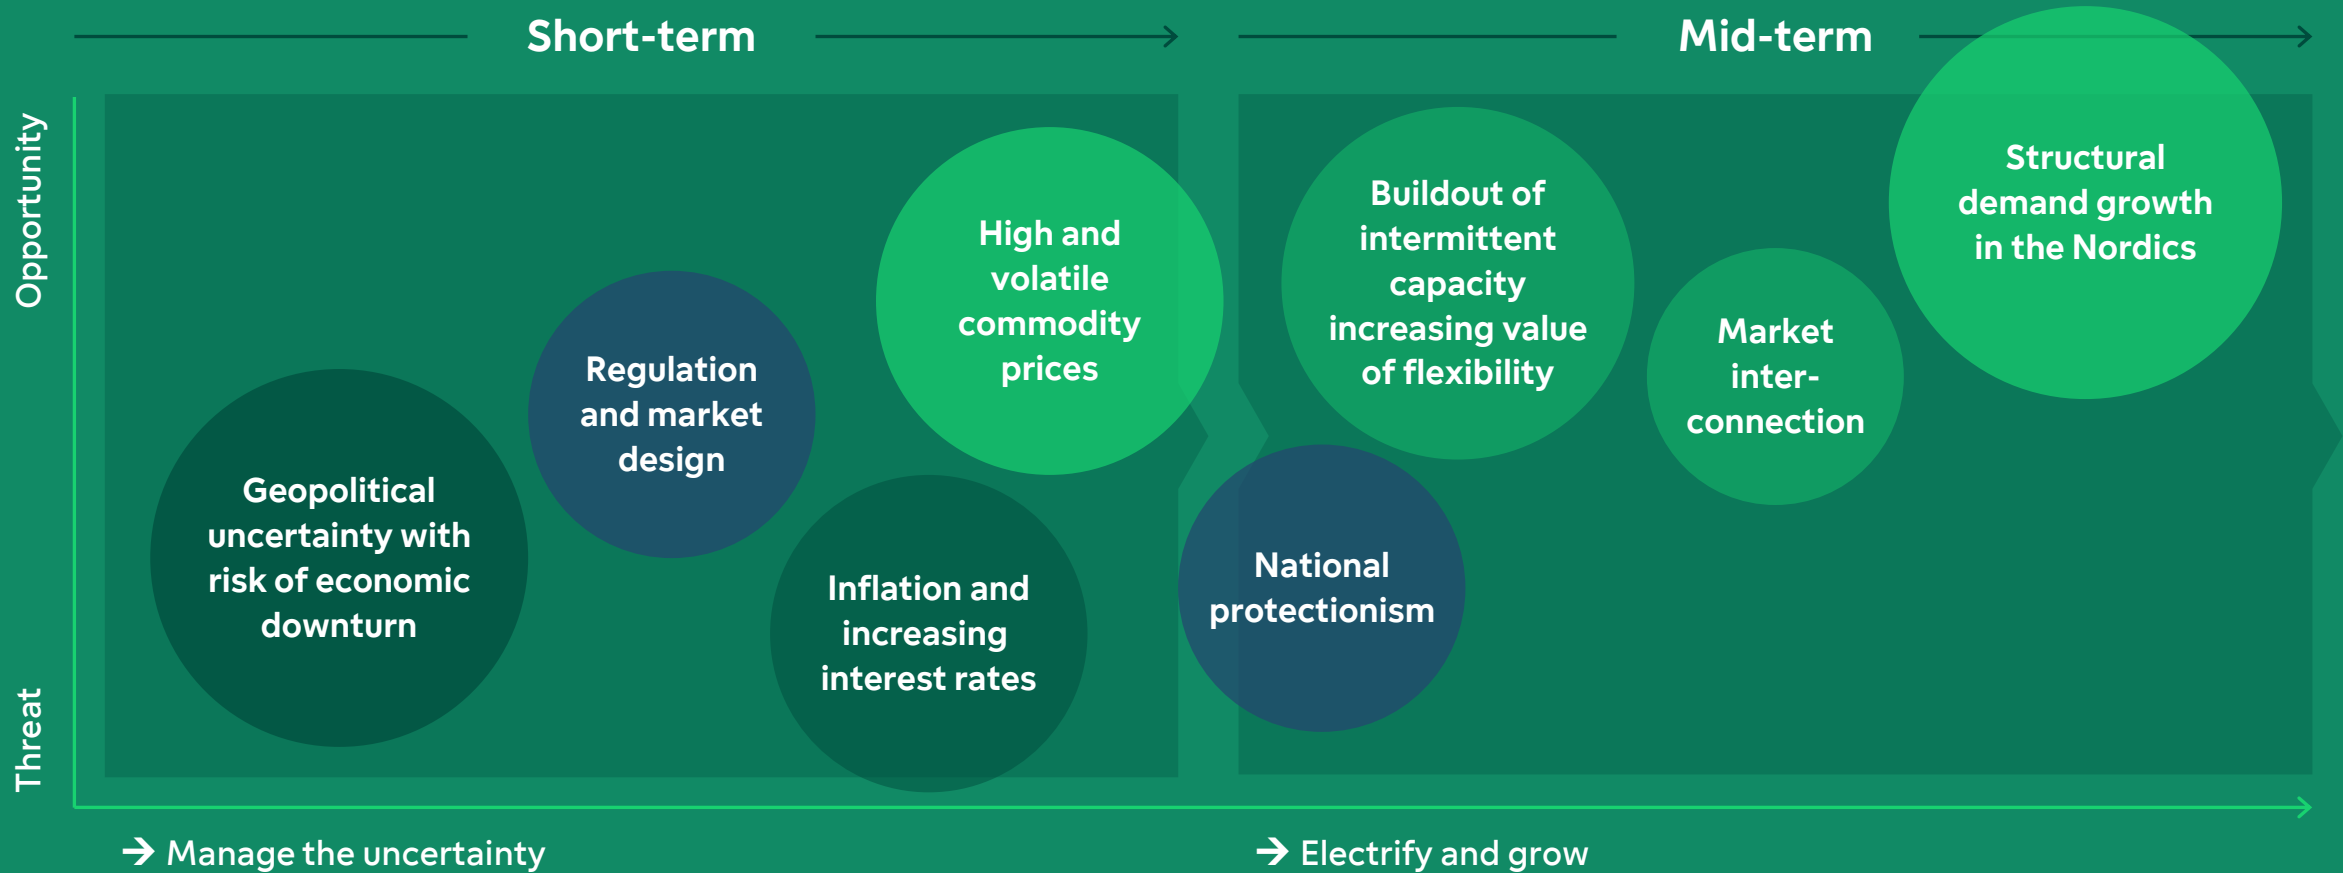 Short-term
Mid-term
Opportunity
Threat
Geopolitical
uncertainty with
risk of economic
downturn
Regulation
and market
design
High and
volatile
commodity
prices
Inflation and
increasing
interest rates
National
protectionism
Buildout of
intermittent
capacity
increasing value
of flexibility
Market
inter-
connection
Structural
demand growth
in the Nordics
→ Manage the uncertainty
→ Electrify and grow